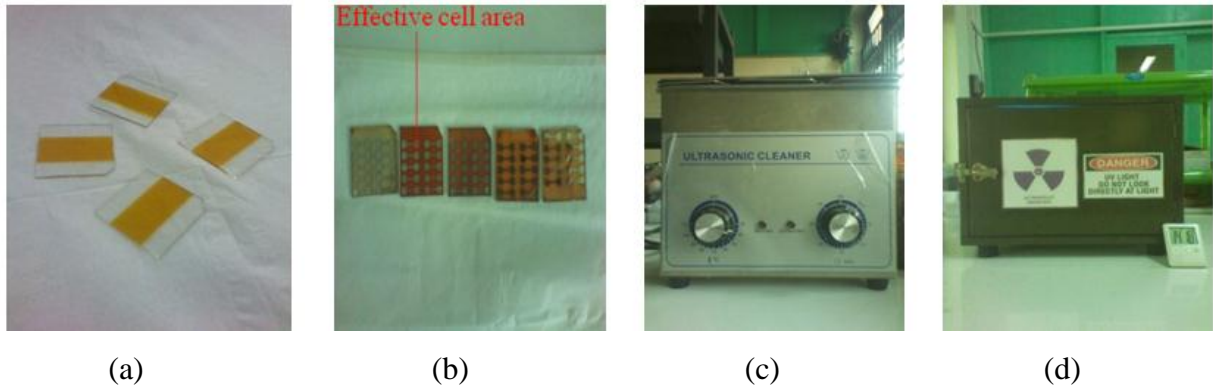 Effective cell area
ULTRASONIC CLEANER
DANGER
UV LIGHT
DO NOT LOOK
DIRECTLY AT LIGHT
(a)
(b)
(c)
(d)